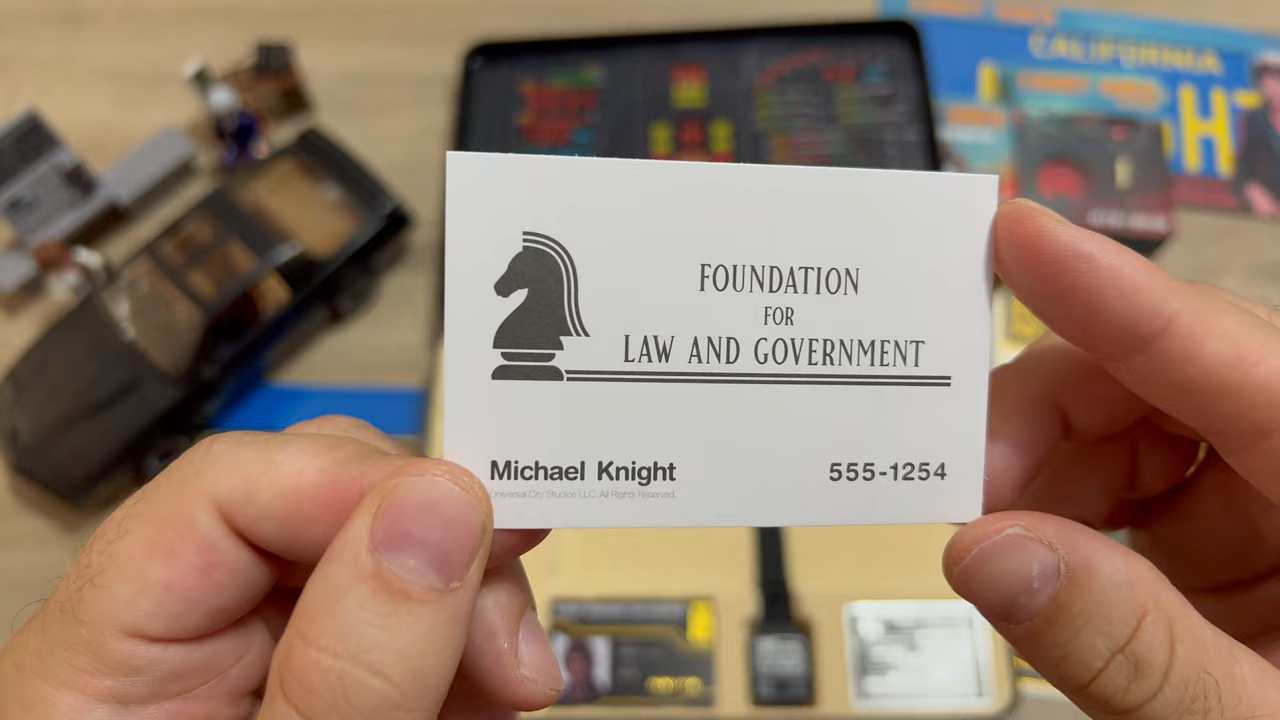 CALIFORNIA
FOUNDATION
FOR
LAW AND GOVERNMENT
Michael Knight
555-1254
Universal City Studios LLC. All Rights Reserved.